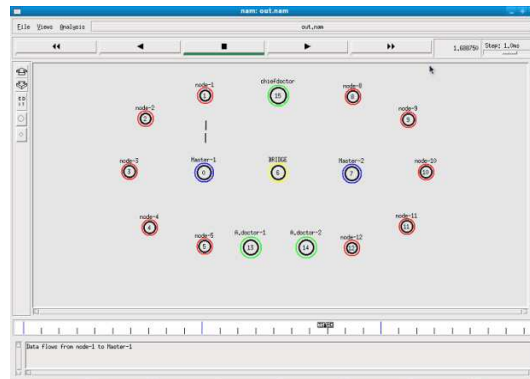 nam: out.nam
File Views Analysis out.nam
1.680750 Step: 1.0ms
node-1 chiefdoctor node-8
1 15 8
node-2 node-9
2 9
node-3 Master-1 BRIDGE Master-2 node-10
3 0 6 7 10
node-4 node-11
4 11
node-5 A.doctor-1 A.doctor-2 node-12
5 13 14 12
Data flows from node-1 to Master-1